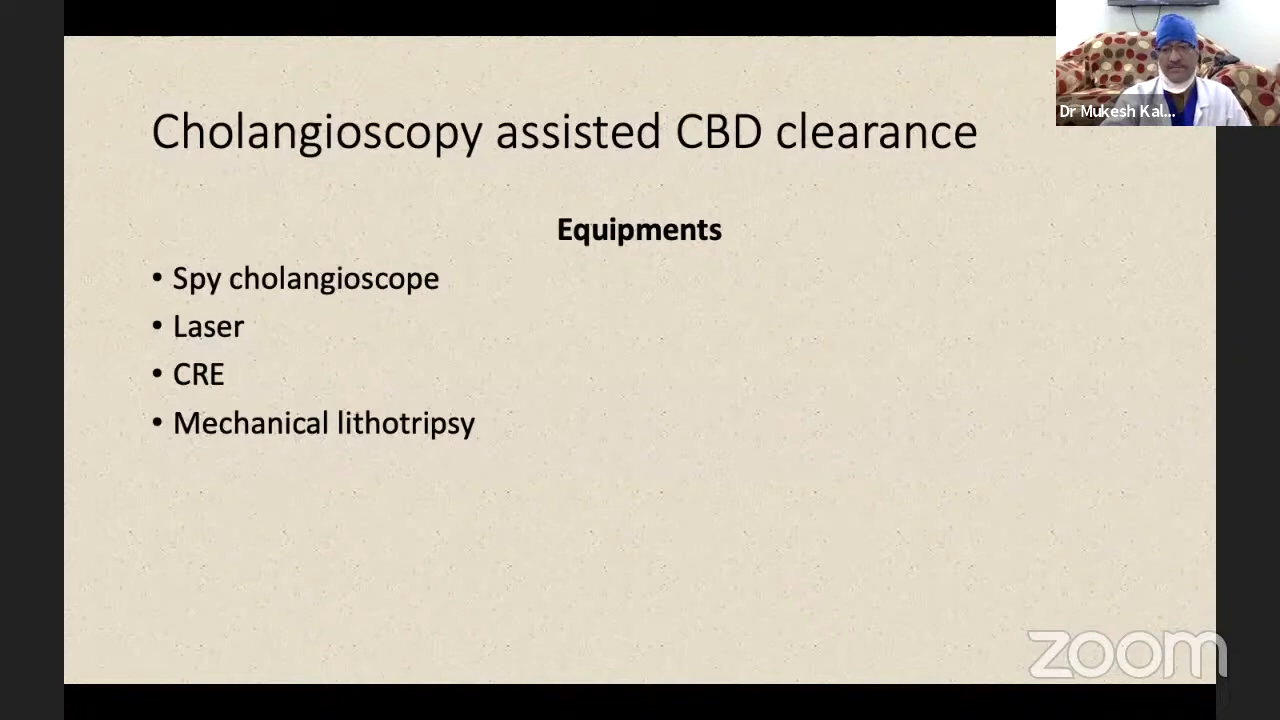 Cholangioscopy assisted CBD clearance
Equipments
• Spy cholangioscope
• Laser
• CRE
• Mechanical lithotripsy
Dr Mukesh Kal...
zoom